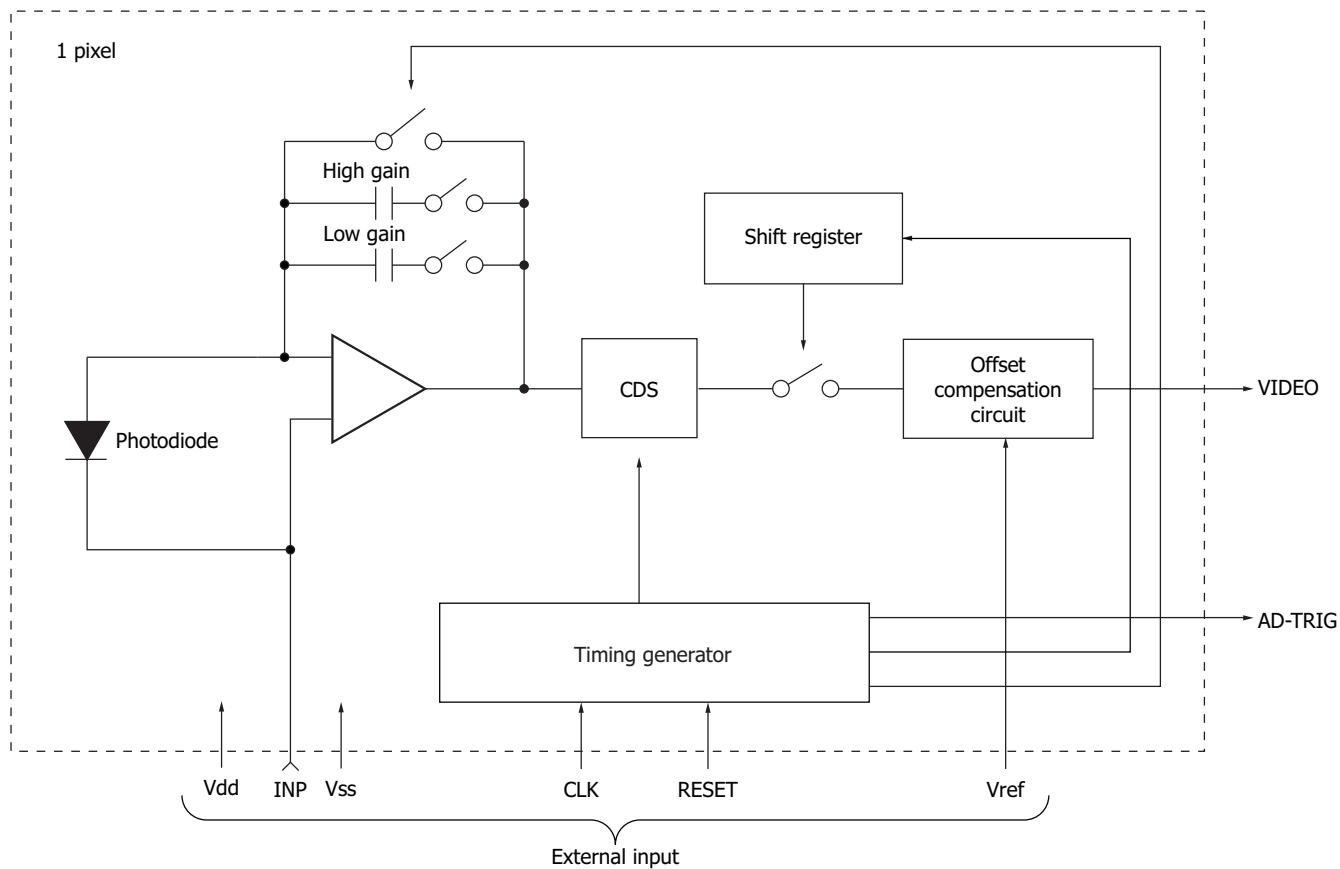 1 pixel
High gain
Low gain
Shift register
CDS
Offset
compensation
circuit
VIDEO
Photodiode
Timing generator
AD-TRIG
Vdd
INP
Vss
CLK
RESET
Vref
External input